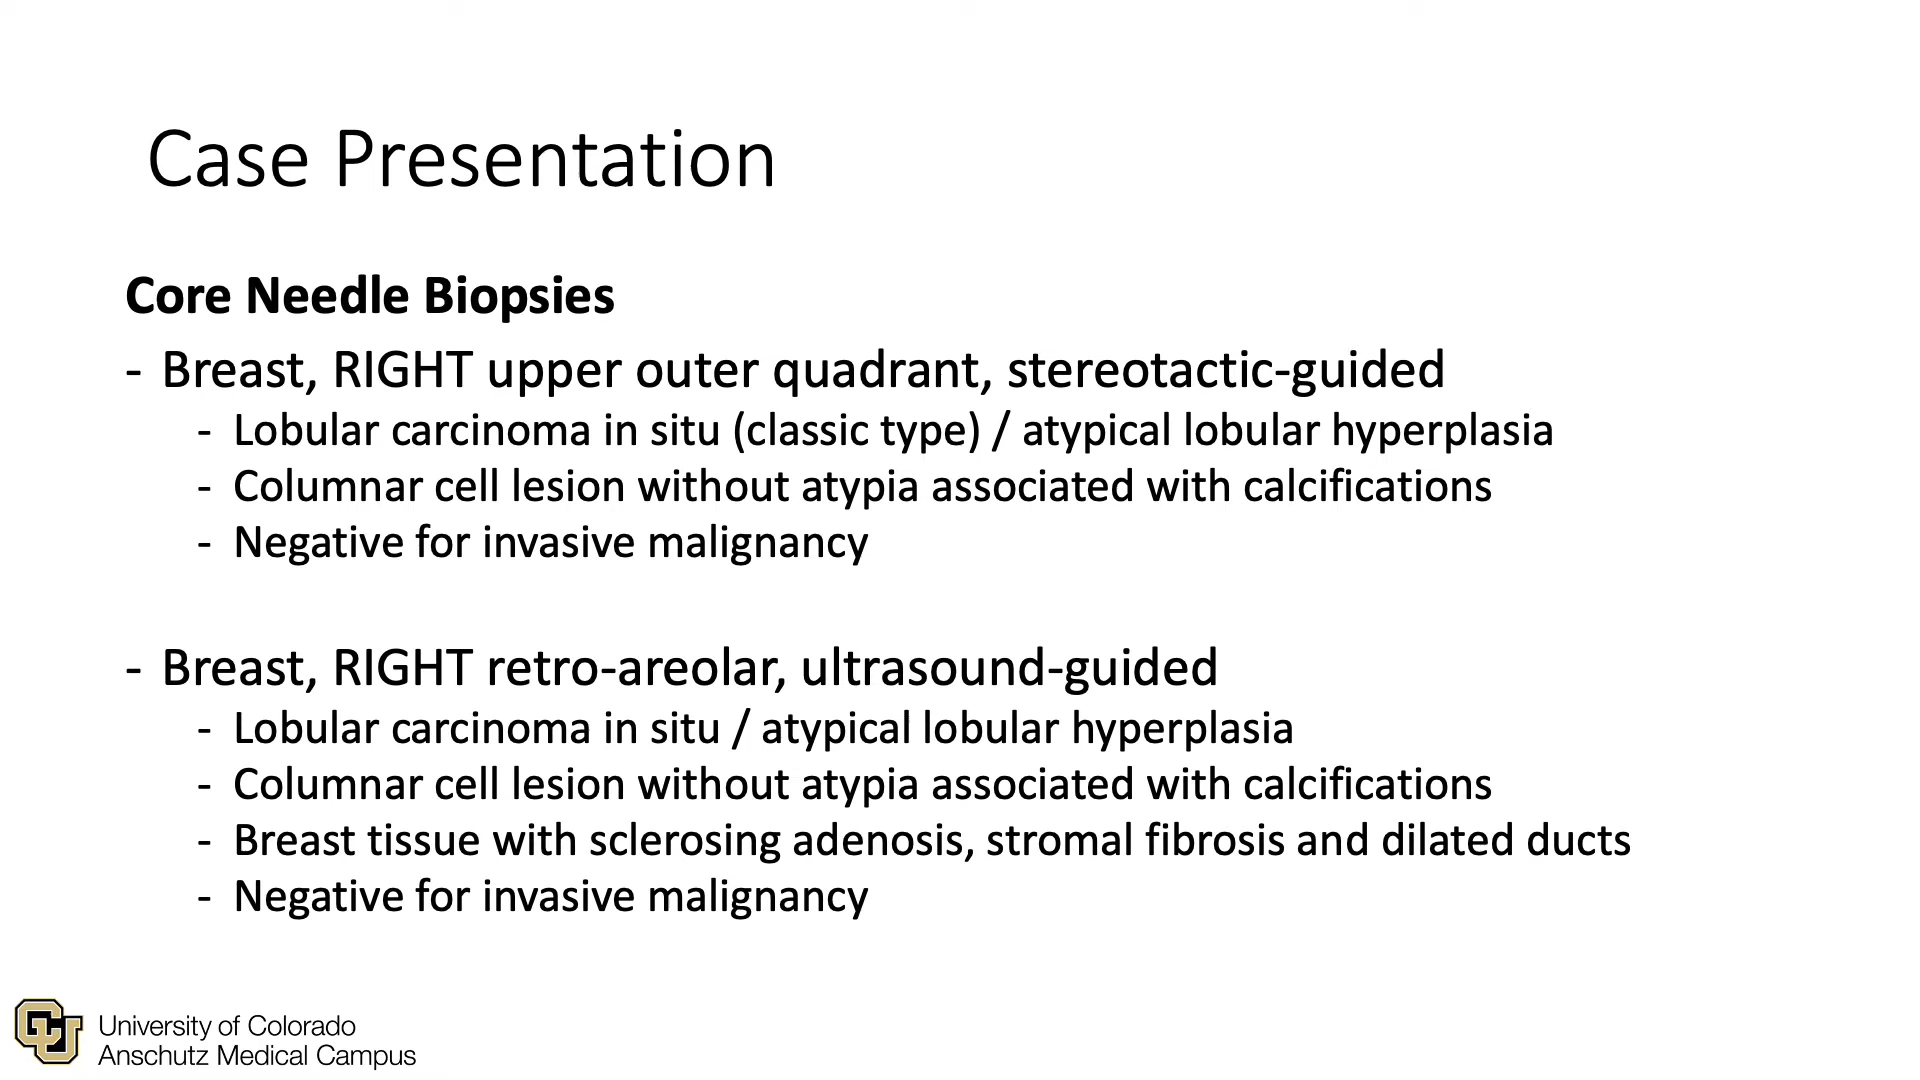 Case Presentation
Core Needle Biopsies
- Breast, RIGHT upper outer quadrant, stereotactic-guided
- Lobular carcinoma in situ (classic type) / atypical lobular hyperplasia
- Columnar cell lesion without atypia associated with calcifications
- Negative for invasive malignancy
- Breast, RIGHT retro-areolar, ultrasound-guided
- Lobular carcinoma in situ / atypical lobular hyperplasia
- Columnar cell lesion without atypia associated with calcifications
- Breast tissue with sclerosing adenosis, stromal fibrosis and dilated ducts
- Negative for invasive malignancy
CU
University of Colorado
Anschutz Medical Campus